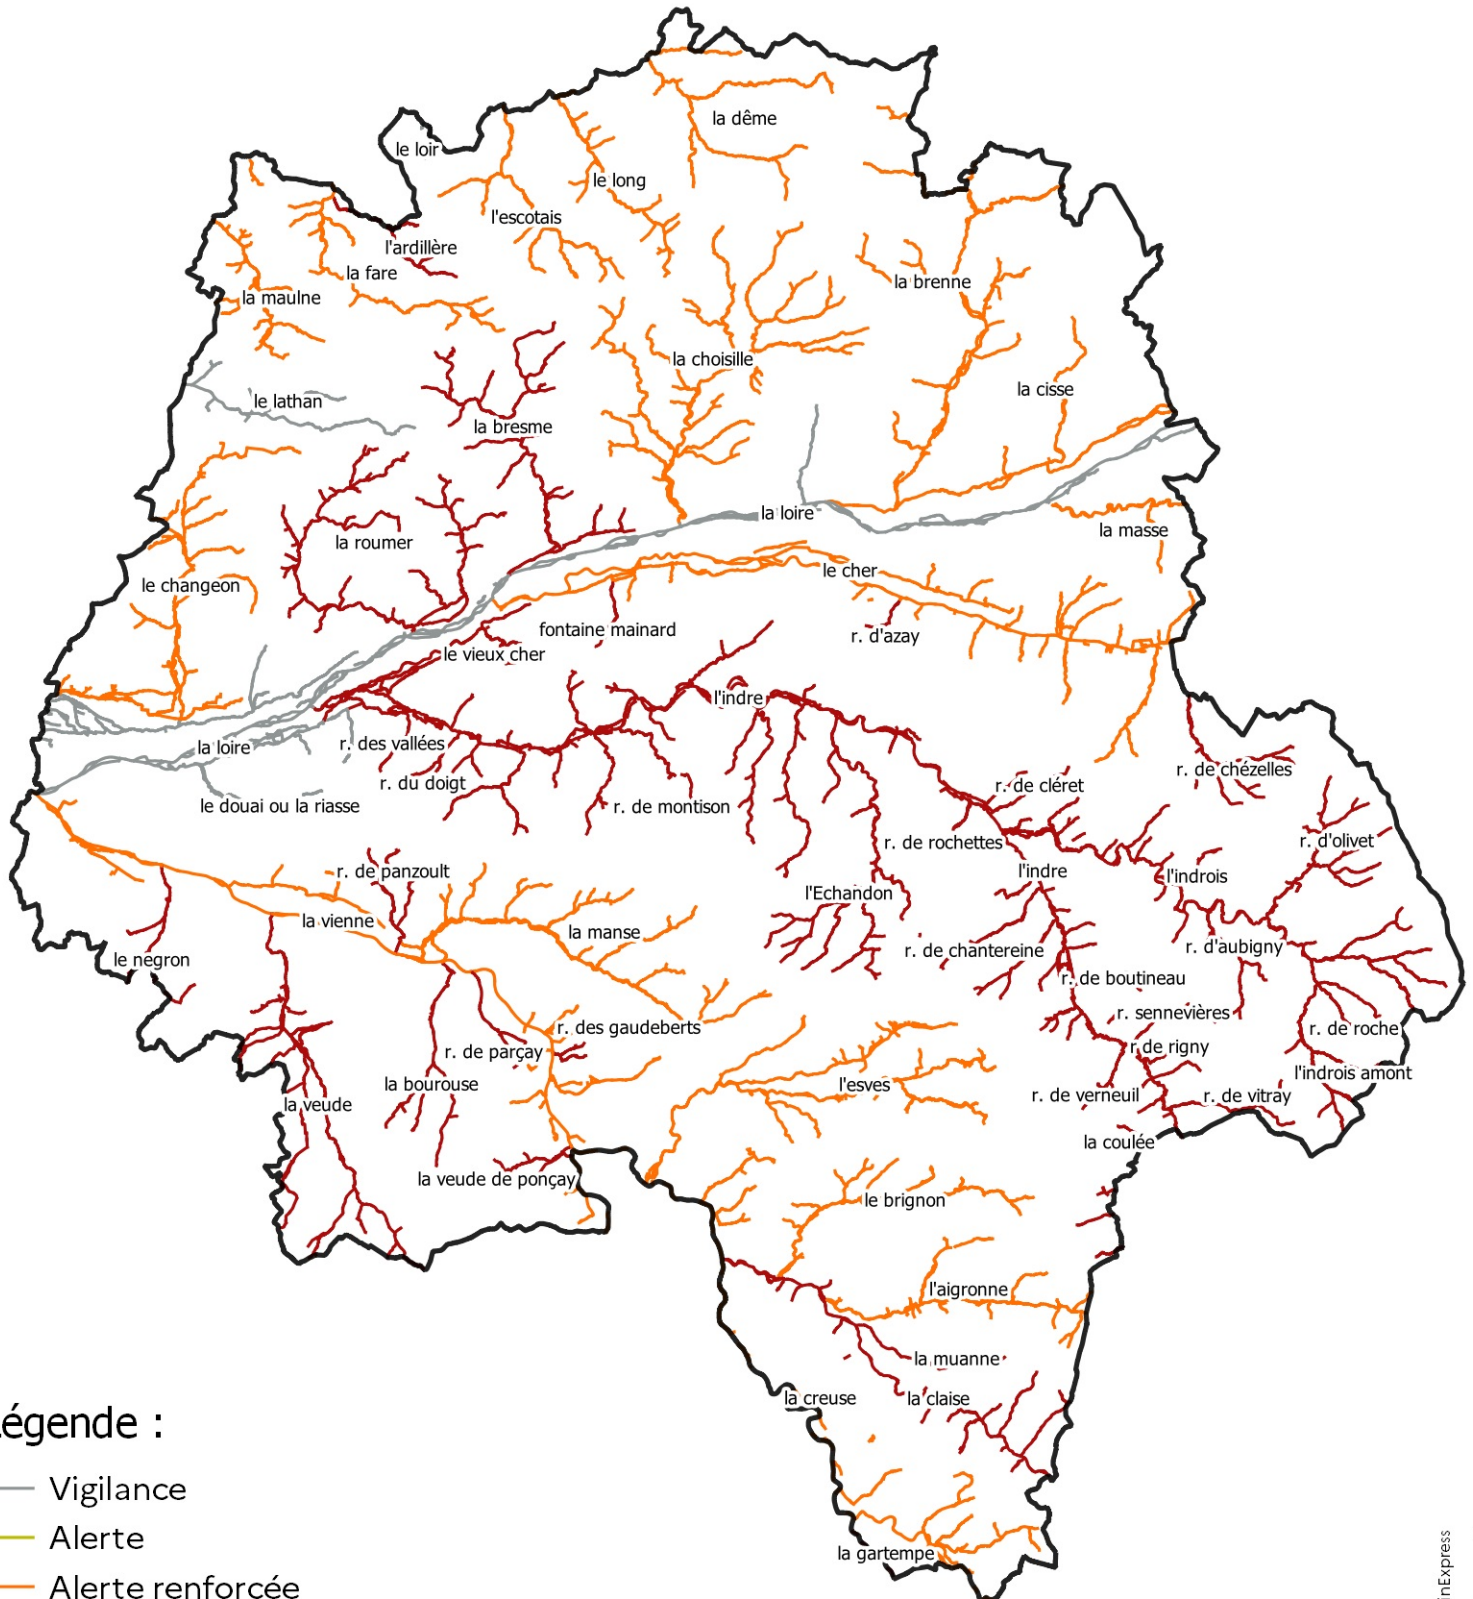 la dême
le loir
le long
l'escotais
l'ardillère
la fare
la brenne
la maulne
la choisille
la cisse
le lathan
la bresme
la loire
la masse
la roumer
le cher
le changeon
fontaine mainard
r. d'azay
le vieux cher
l'indre
r. des vallées
la loire
r. de chézelles
r. du doigt
r. de cléret
le douai ou la riasse
r. de montison
r. de rochettes
r. d'olivet
r. de panzoult
l'indre
l'indrois
l'Echandon
la vienne
la manse
r. de chantereine
r. d'aubigny
le négron
r. de boutineau
r. sennevières
r. des gaudeberts
r. de roche
r. de parçay
r de rigny
l'indrois amont
la bourouse
l'esves
r. de verneuil
r. de vitray
la veude
la coulée
la veude de ponçay
le brignon
l'aigronne
la muanne
la creuse
la claise
égende :
Vigilance
Alerte
la gartempe
Alerte renforcée
inExpress